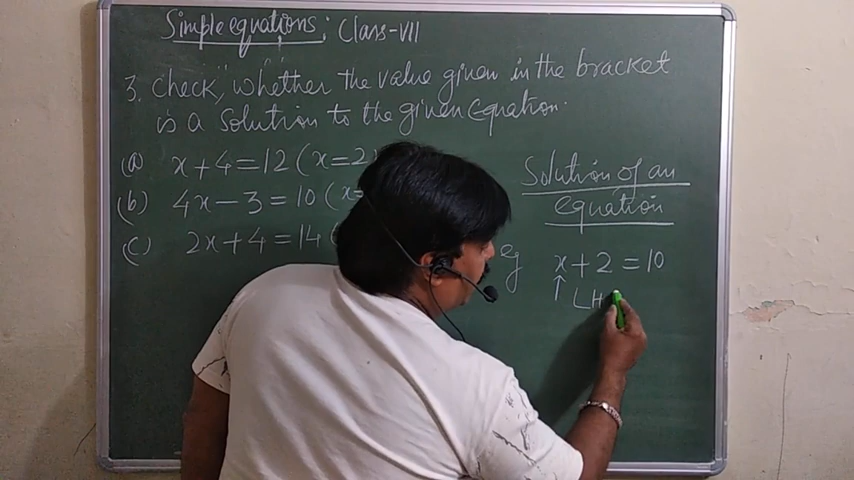 Simple equations: Class-VII
3. Check, whether the value given in the bracket
is a solution to the given Equation.
(a) x+4=12 (x=2)
(b) 4x-3=10 (x=
(c) 2x+4=14
Solution of an
equation
eg x+2=10
↑ LH